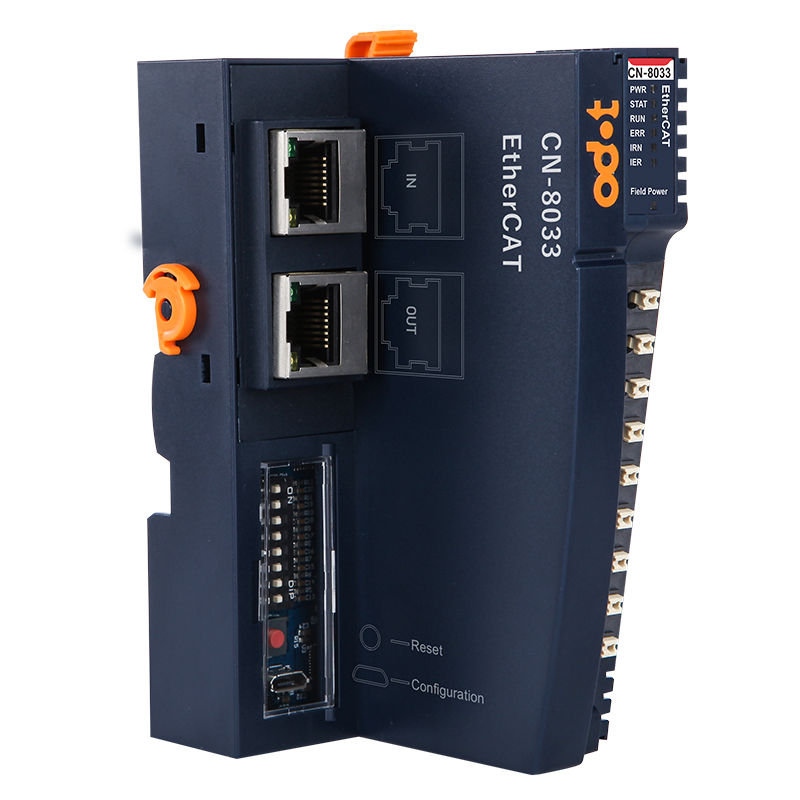 CN-8033
PWR
STAT
RUN
ERR
IRN
IER
EtherCAT
Field Power
topo
CN-8033
EtherCAT
IN
OUT
ON
DIP
Reset
Configuration